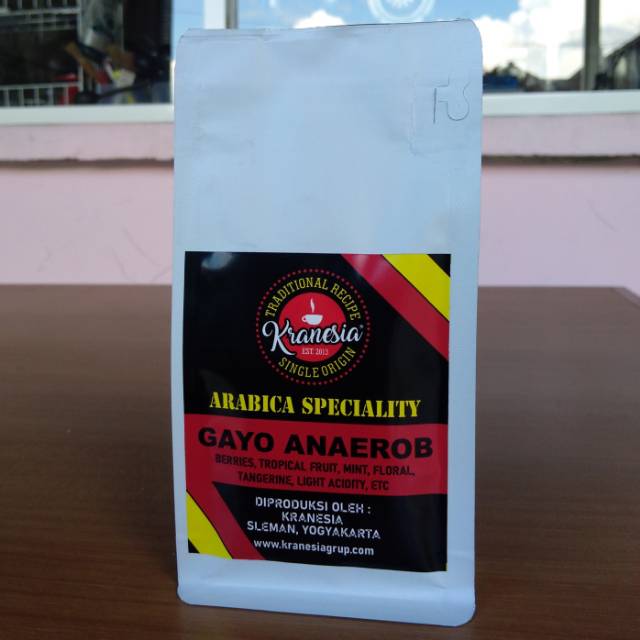 TRADITIONAL RECIPE
Kranesia®
EST. 2013
SINGLE ORIGIN
ARABICA SPECIALITY
GAYO ANAEROB
BERRIES, TROPICAL FRUIT, MINT, FLORAL,
TANGERINE, LIGHT ACIDITY, ETC
DIPRODUKSI OLEH :
KRANESIA
SLEMAN, YOGYAKARTA
www.kranesiagrup.com